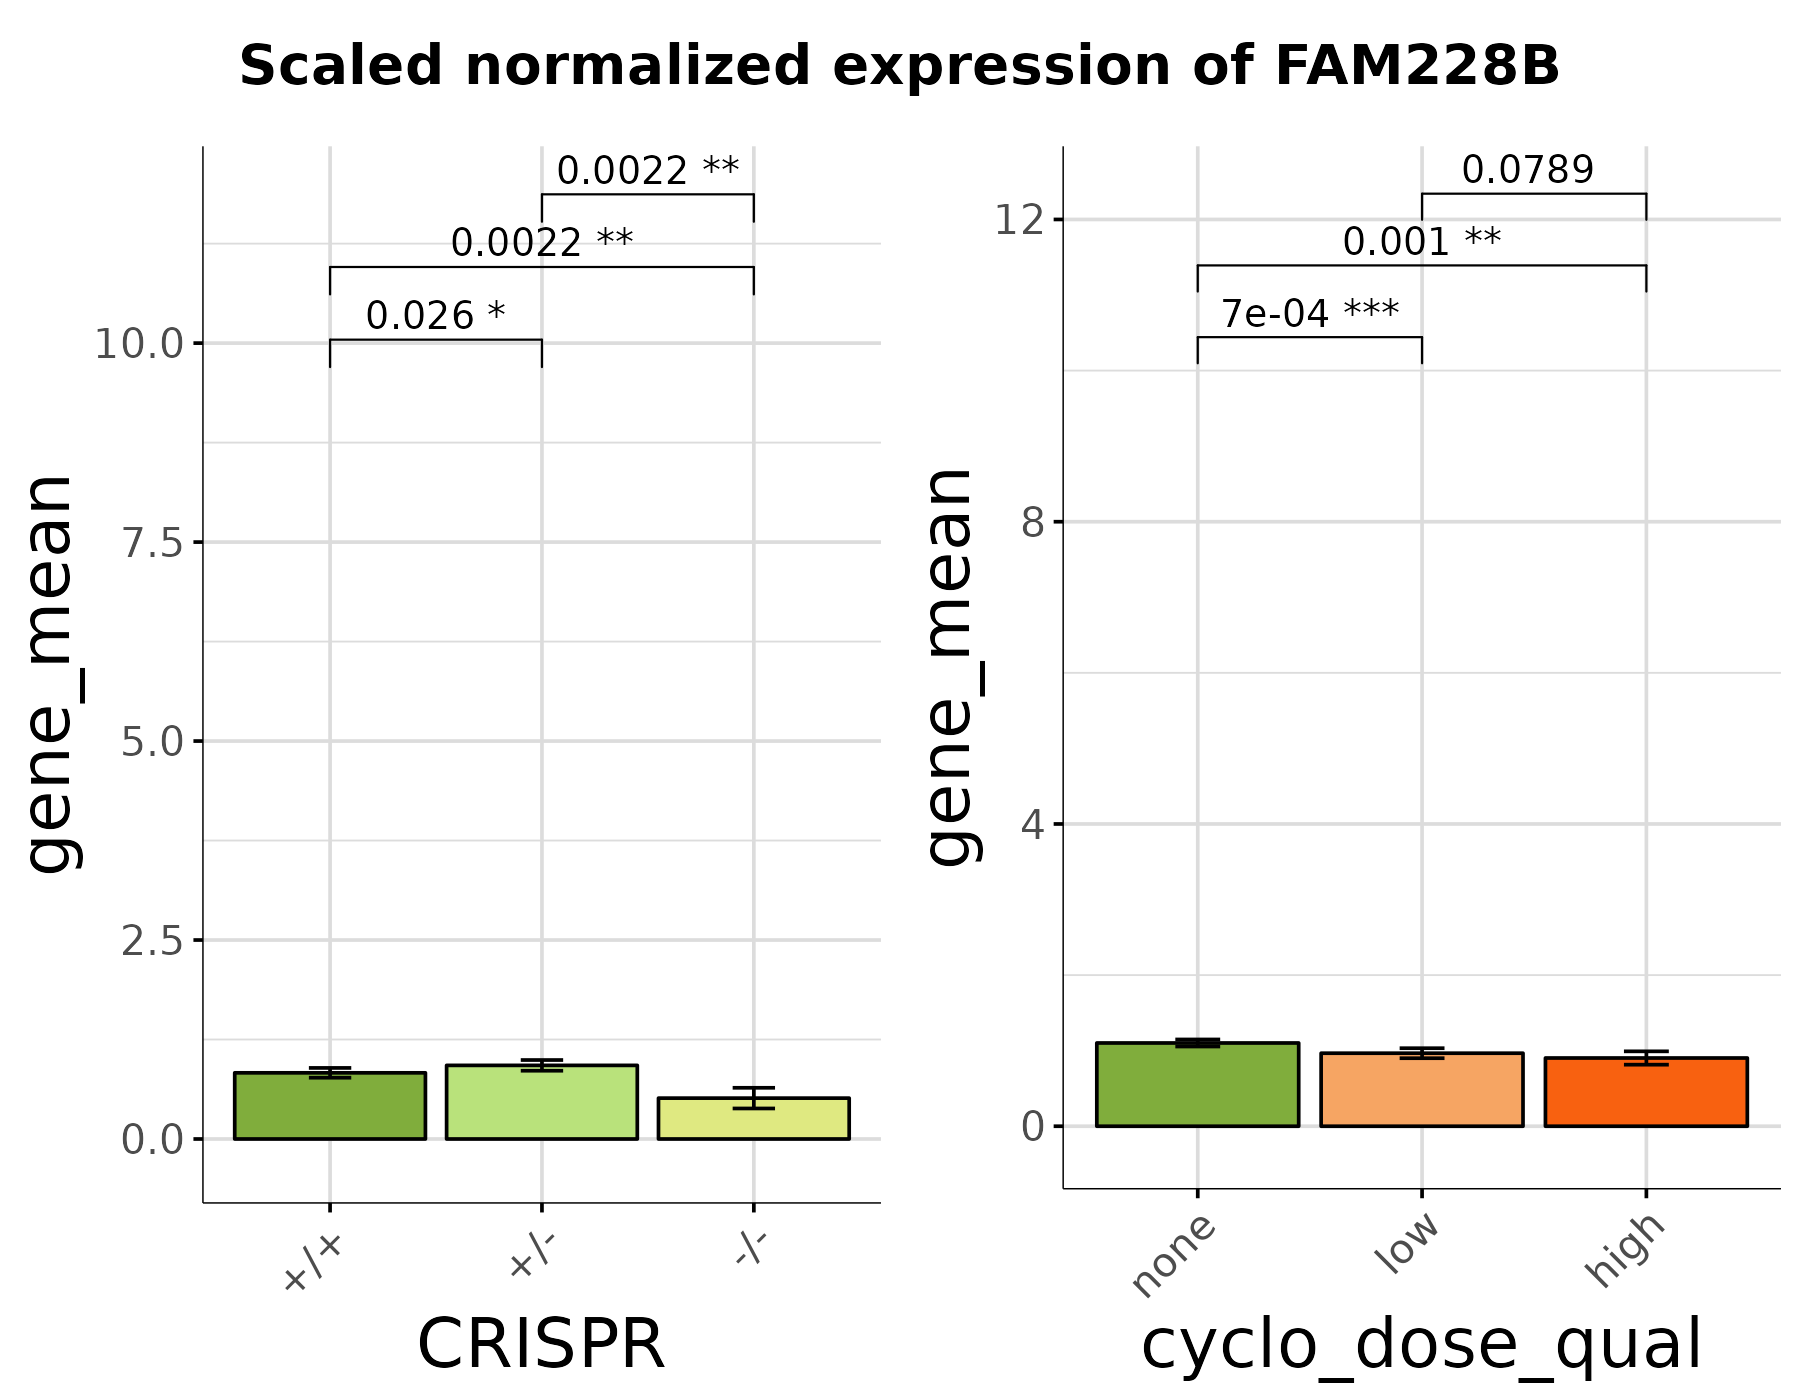 Scaled normalized expression of FAM228B
gene_mean
10.0
7.5
5.0
2.5
0.0
0.0022 **
0.0022 **
0.026 *
+/+
+/-
-/-
CRISPR
gene_mean
12
8
4
0
0.0789
0.001 **
7e-04 ***
none
low
high
cyclo_dose_qual